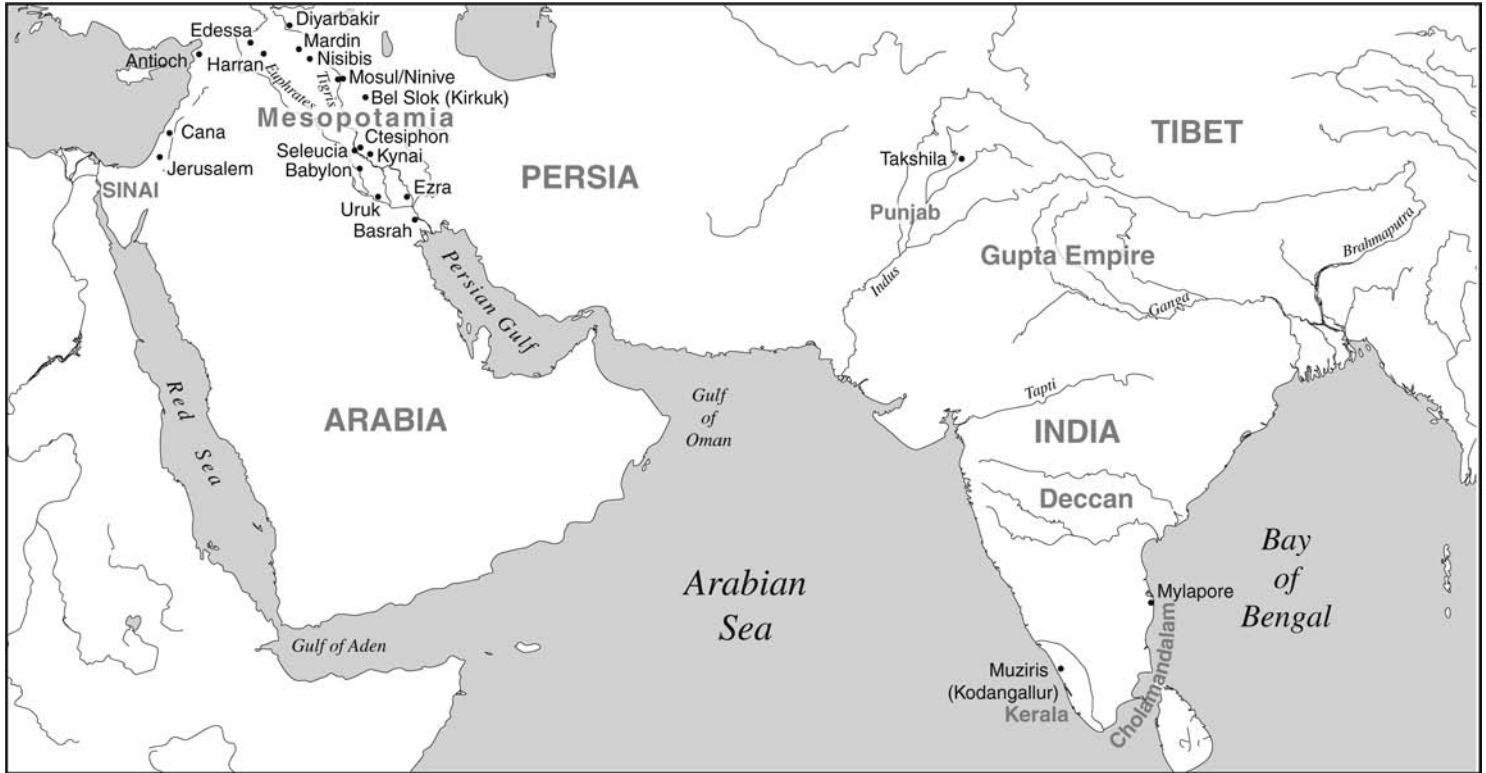 Diyarbakir
Edessa
Mardin
Antioch
Harran
Nisibis
Euphrates
Tigris
Mosul/Ninive
Bel Slok (Kirkuk)
Mesopotamia
Cana
Ctesiphon
Seleucia
Kynai
Jerusalem
Babylon
SINAI
Ezra
Uruk
Basrah
PERSIA
TIBET
Takshila
Punjab
Gupta Empire
Indus
Ganga
Brahmaputra
Persian Gulf
Red Sea
ARABIA
Gulf
of
Oman
Tapti
INDIA
Deccan
Arabian
Sea
Bay
of
Bengal
Mylapore
Gulf of Aden
Muziris
(Kodangallur)
Kerala
Cholamandalam